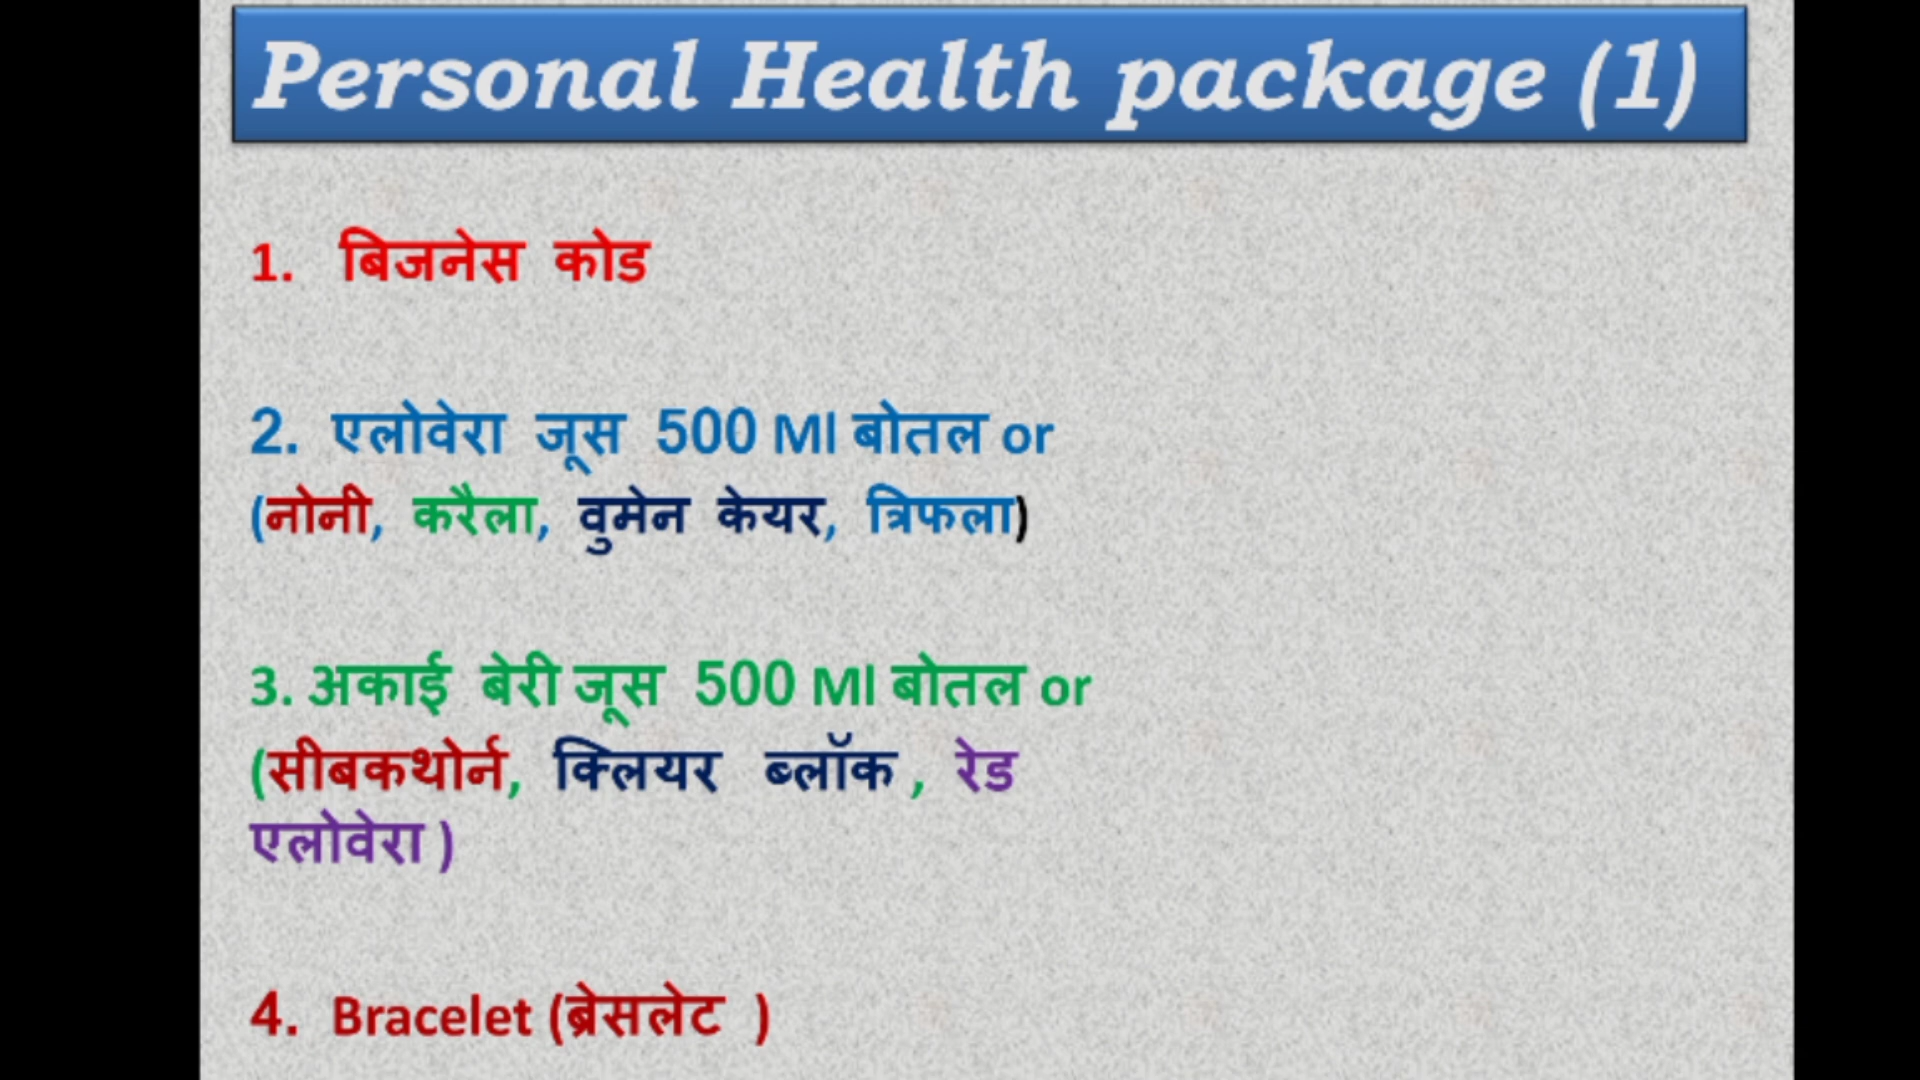 Personal Health package (1)
1. बिजनेस कोड
2. एलोवेरा जूस 500 Ml बोतल or
(नोनी, करैला, वुमेन केयर, त्रिफला)
3. अकाई बेरी जूस 500 Ml बोतल or
(सीबकथोर्न, क्लियर ब्लॉक , रेड
एलोवेरा )
4. Bracelet (ब्रेसलेट )